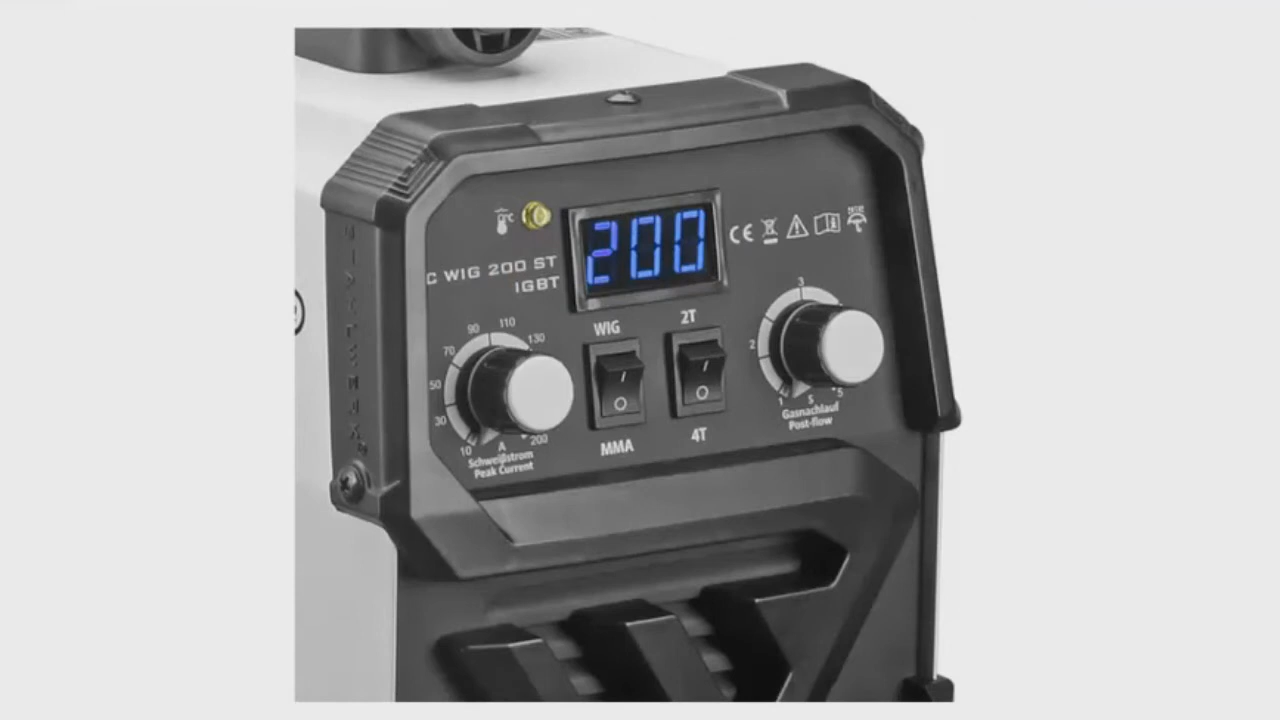 STAHLWERK
°C
200
CE
C WIG 200 ST
IGBT
WIG
2T
MMA
4T
10
30
50
70
90
110
130
200
A
Schweißstrom
Peak Current
1
2
3
5
S
Gasnachlauf
Post-flow